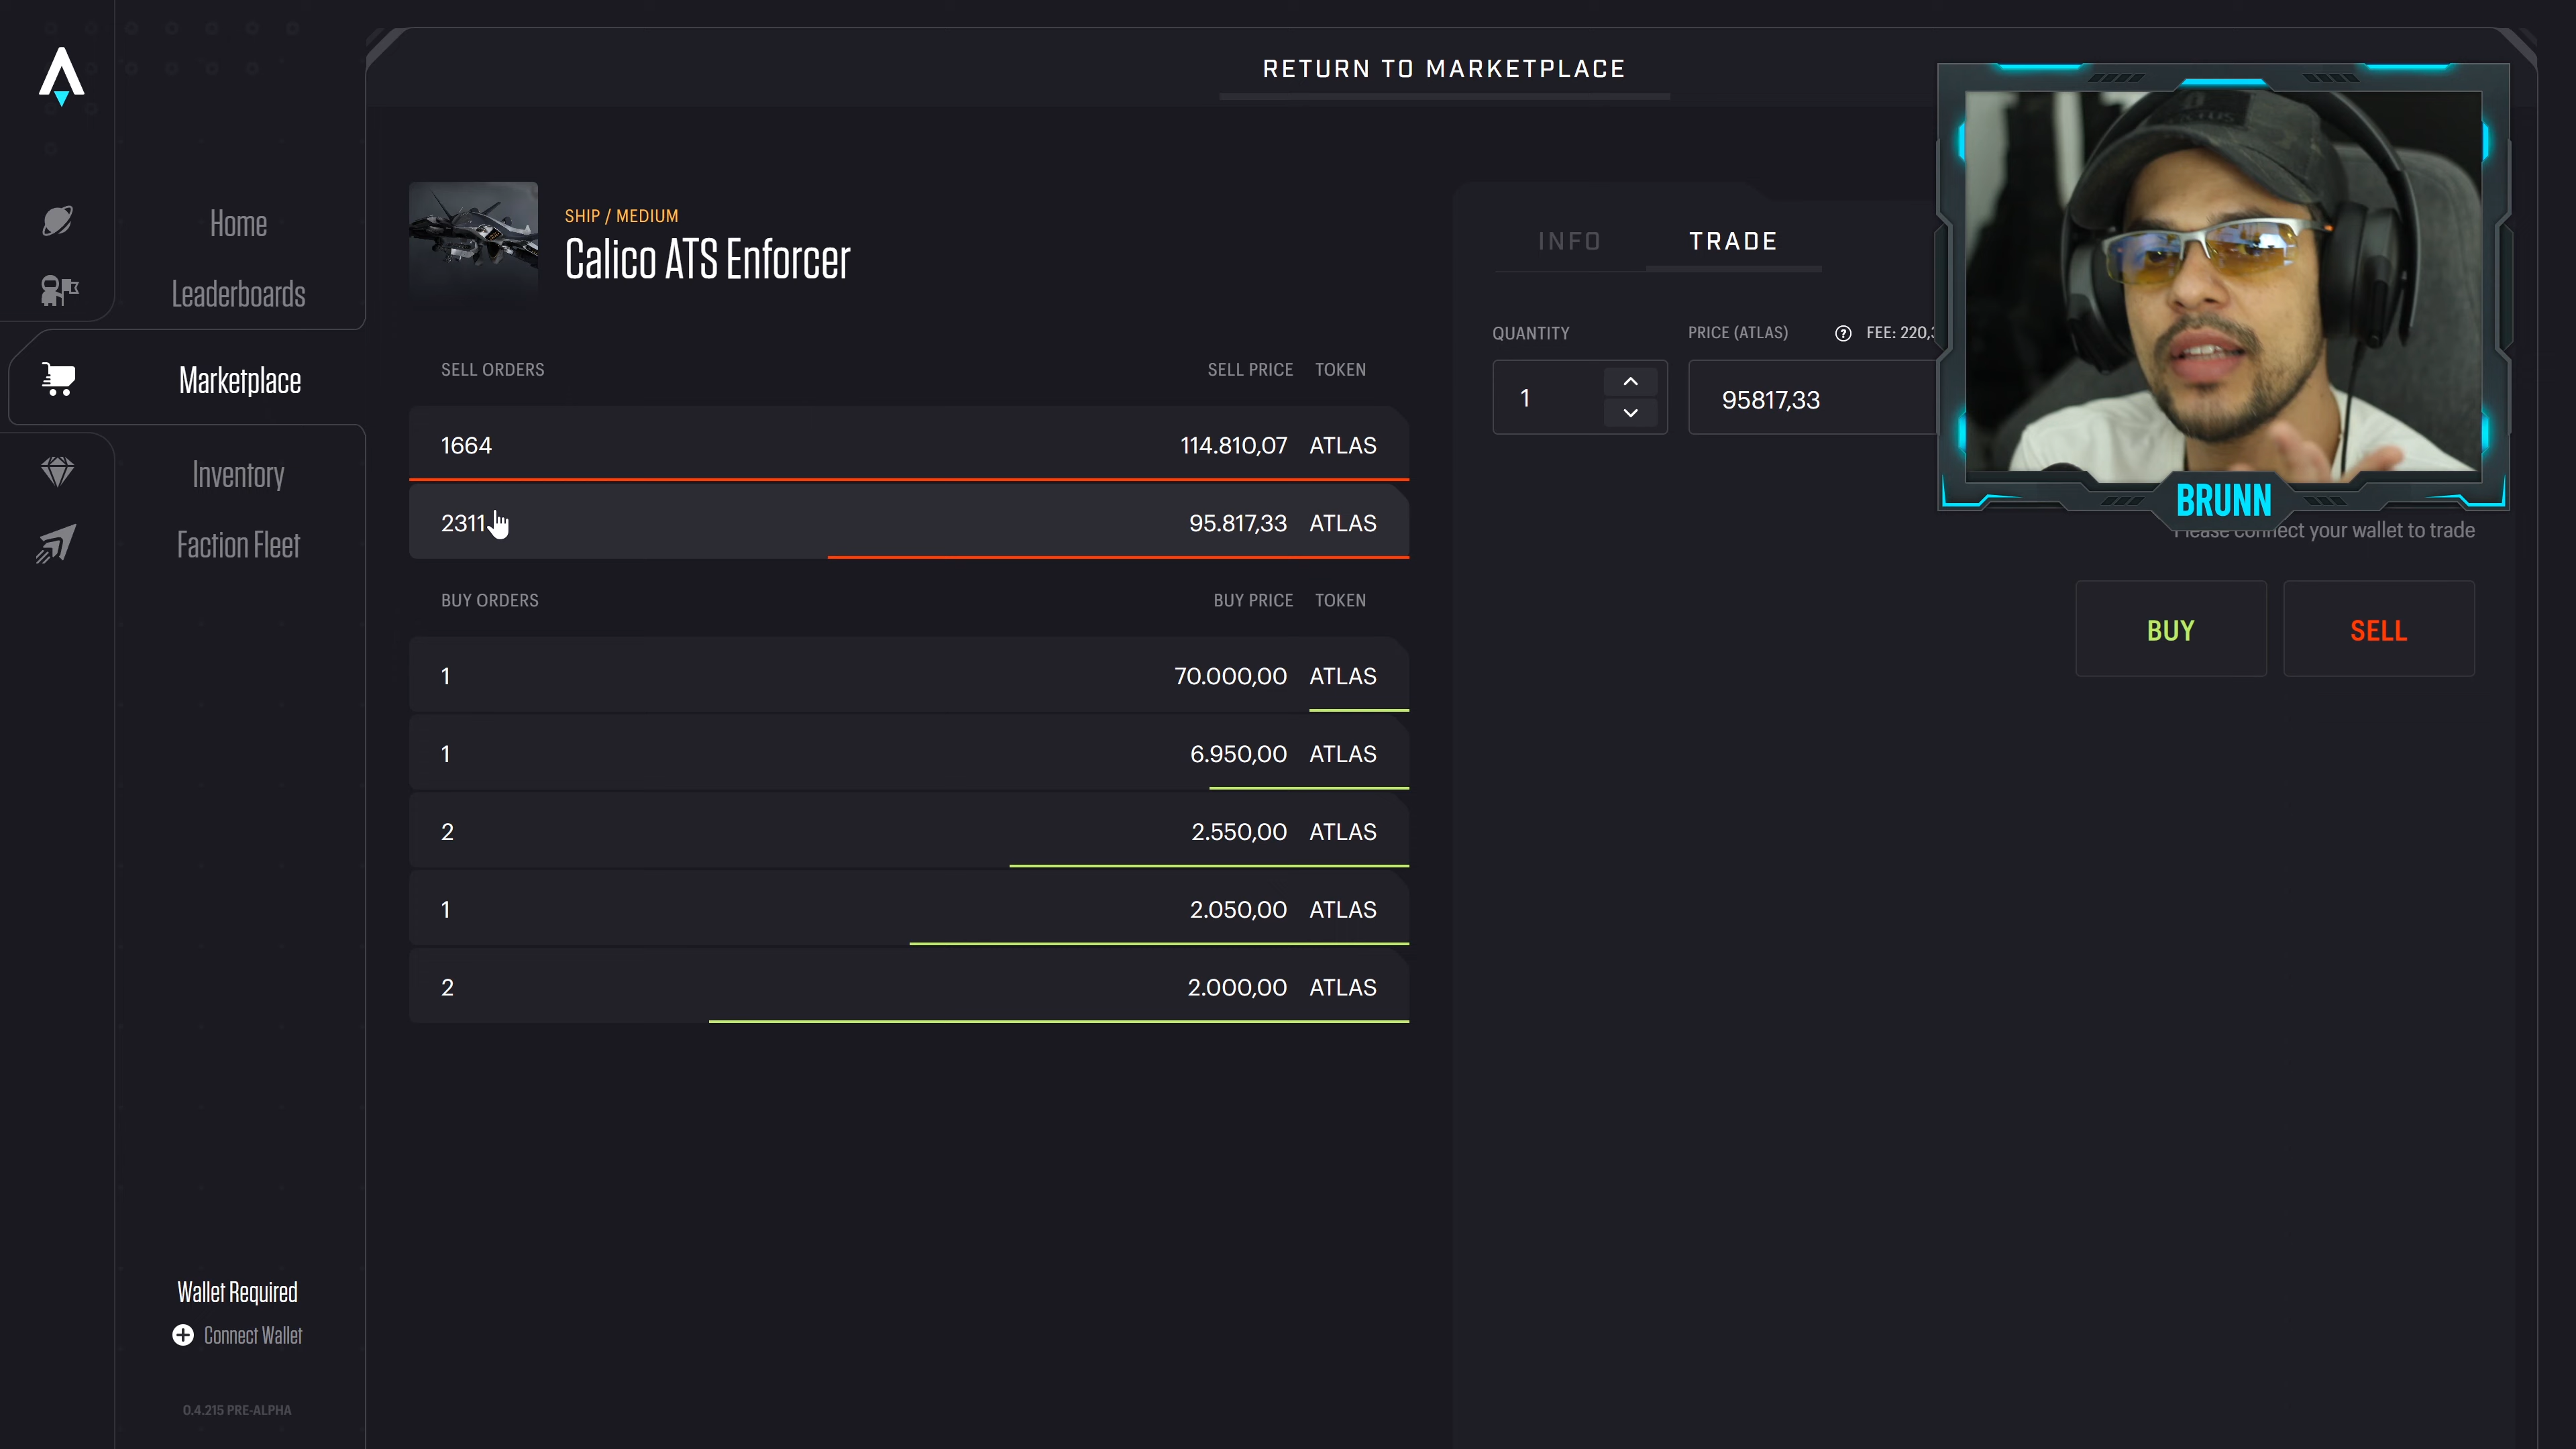 RETURN TO MARKETPLACE
Home
Leaderboards
Marketplace
Inventory
Faction Fleet
Wallet Required
Connect Wallet
0.4.215 PRE-ALPHA
SHIP / MEDIUM
Calico ATS Enforcer
SELL ORDERS SELL PRICE TOKEN
1664 114.810,07 ATLAS
2311 95.817,33 ATLAS
BUY ORDERS BUY PRICE TOKEN
1 70.000,00 ATLAS
1 6.950,00 ATLAS
2 2.550,00 ATLAS
1 2.050,00 ATLAS
2 2.000,00 ATLAS
INFO TRADE
QUANTITY PRICE (ATLAS) ? FEE: 220,
1 95817,33
BRUNN
Please connect your wallet to trade
BUY SELL